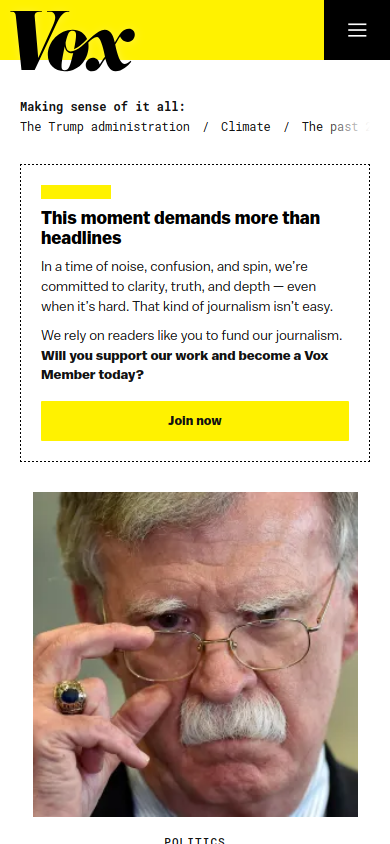 Vox
Making sense of it all:
The Trump administration / Climate / The past
This moment demands more than
headlines
In a time of noise, confusion, and spin, we're
committed to clarity, truth, and depth — even
when it's hard. That kind of journalism isn't easy.
We rely on readers like you to fund our journalism.
Will you support our work and become a Vox
Member today?
Join now
POLITICS